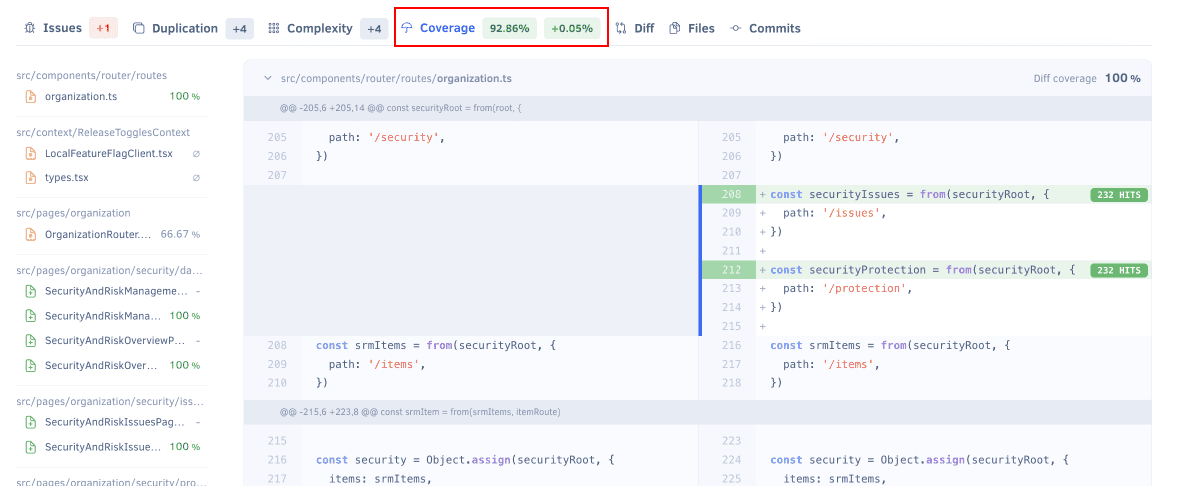 Issues +1 Duplication +4 Complexity +4 Coverage 92.86% +0.05% Diff Files Commits
src/components/router/routes
organization.ts 100 %
src/context/ReleaseTogglesContext
LocalFeatureFlagClient.tsx ∅
types.tsx ∅
src/pages/organization
OrganizationRouter.... 66.67 %
src/pages/organization/security/da...
SecurityAndRiskManageme... -
SecurityAndRiskMana... 100 %
SecurityAndRiskOverviewP... -
SecurityAndRiskOver... 100 %
src/pages/organization/security/iss...
SecurityAndRiskIssuesPag... -
SecurityAndRiskIssue... 100 %
src/pages/organization/security/pro...
src/components/router/routes/organization.ts Diff coverage 100 %
@@ -205,6 +205,14 @@ const securityRoot = from(root, {
205 path: '/security',
206 })
207
208 const srmItems = from(securityRoot, {
209 path: '/items',
210 })
205 path: '/security',
206 })
207
208 + const securityIssues = from(securityRoot, { 232 HITS
209 + path: '/issues',
210 + })
211 +
212 + const securityProtection = from(securityRoot, { 232 HITS
213 + path: '/protection',
214 + })
215 +
216 const srmItems = from(securityRoot, {
217 path: '/items',
218 })
@@ -215,6 +223,8 @@ const srmItem = from(srmItems, itemRoute)
215
216 const security = Object.assign(securityRoot, {
217 items: srmItems,
223
224 const security = Object.assign(securityRoot, {
225 items: srmItems,